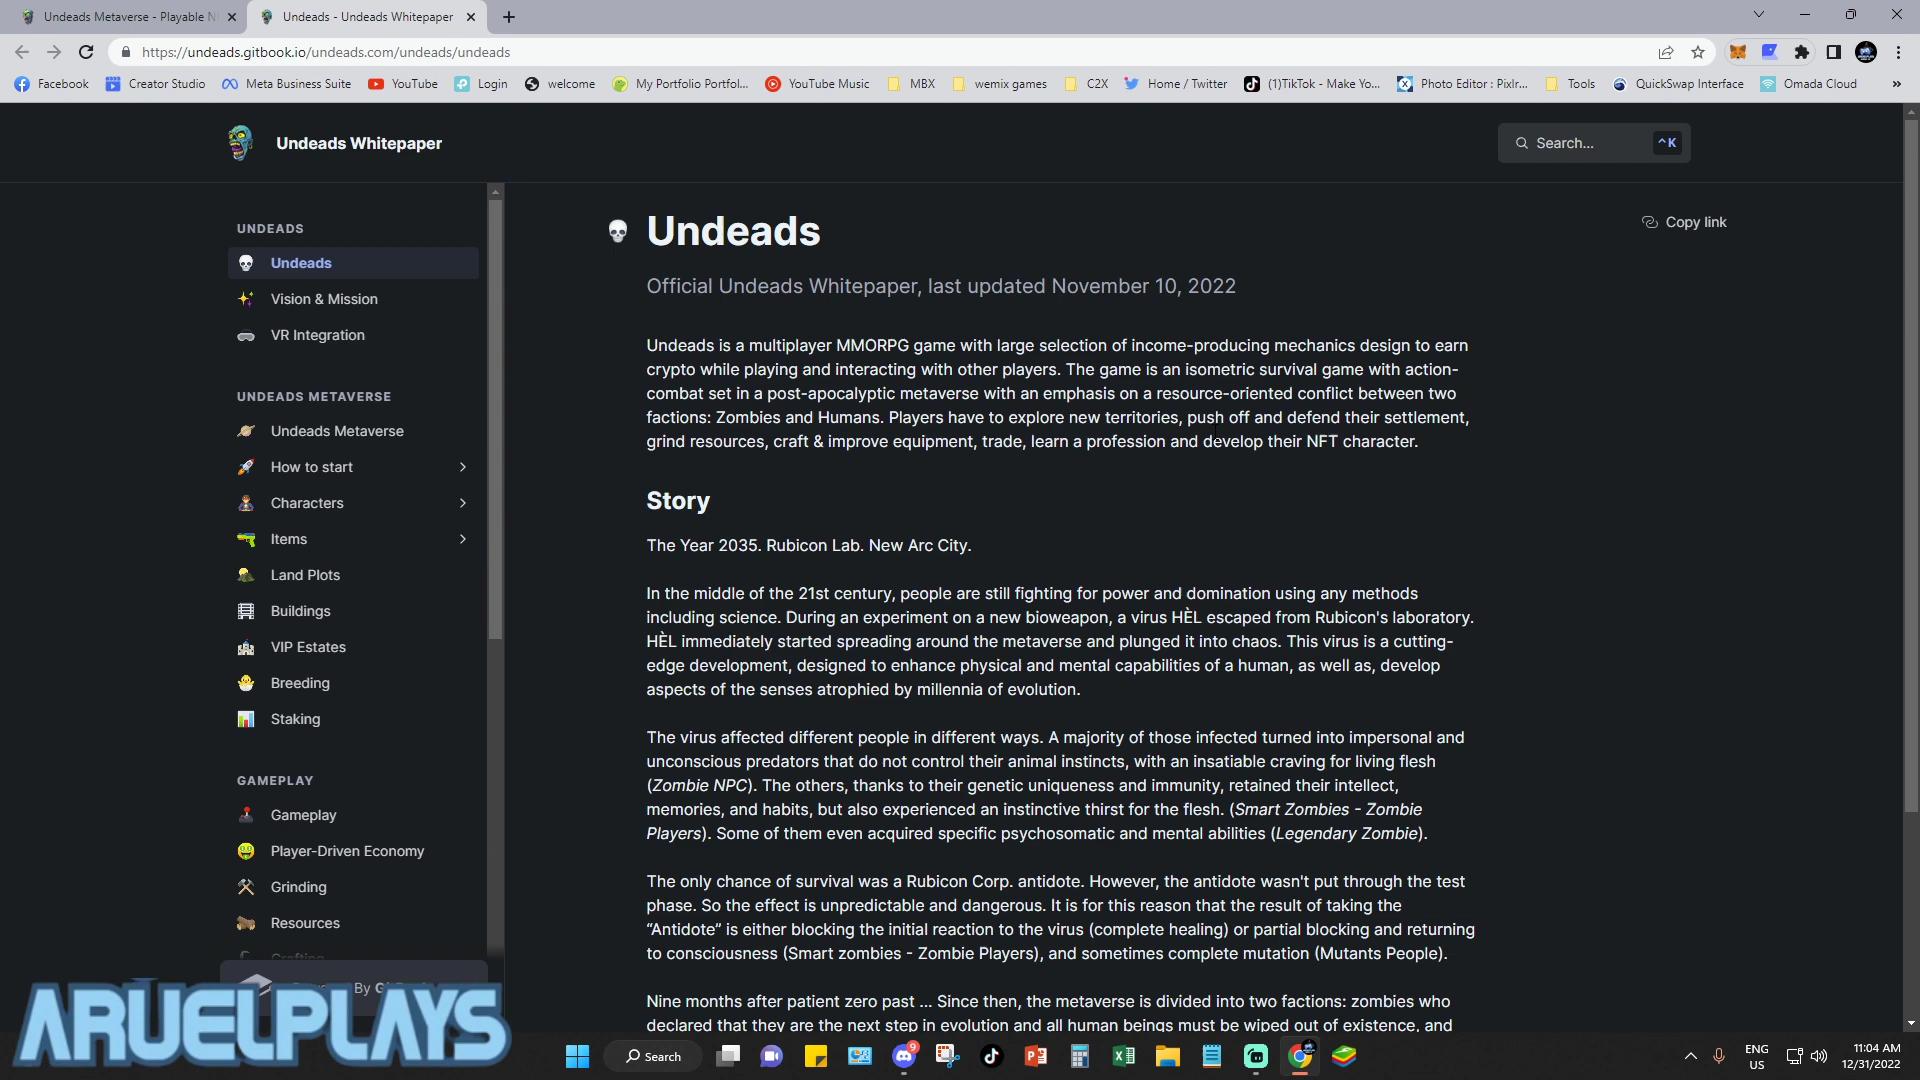 Undeads Metaverse - Playable N
Undeads - Undeads Whitepaper
https://undeads.gitbook.io/undeads.com/undeads/undeads
Facebook
Creator Studio
Meta Business Suite
YouTube
Login
welcome
My Portfolio Portfol...
YouTube Music
MBX
wemix games
C2X
Home / Twitter
(1)TikTok - Make Yo...
Photo Editor : Pixlr...
Tools
QuickSwap Interface
Omada Cloud
»
Undeads Whitepaper
Search...
^K
UNDEADS
Undeads
Vision & Mission
VR Integration
UNDEADS METAVERSE
Undeads Metaverse
How to start
Characters
Items
Land Plots
Buildings
VIP Estates
Breeding
Staking
GAMEPLAY
Gameplay
Player-Driven Economy
Grinding
Resources
By
Undeads
Copy link
Official Undeads Whitepaper, last updated November 10, 2022
Undeads is a multiplayer MMORPG game with large selection of income-producing mechanics design to earn
crypto while playing and interacting with other players. The game is an isometric survival game with action-
combat set in a post-apocalyptic metaverse with an emphasis on a resource-oriented conflict between two
factions: Zombies and Humans. Players have to explore new territories, push off and defend their settlement,
grind resources, craft & improve equipment, trade, learn a profession and develop their NFT character.
Story
The Year 2035. Rubicon Lab. New Arc City.
In the middle of the 21st century, people are still fighting for power and domination using any methods
including science. During an experiment on a new bioweapon, a virus HÈL escaped from Rubicon's laboratory.
HÈL immediately started spreading around the metaverse and plunged it into chaos. This virus is a cutting-
edge development, designed to enhance physical and mental capabilities of a human, as well as, develop
aspects of the senses atrophied by millennia of evolution.
The virus affected different people in different ways. A majority of those infected turned into impersonal and
unconscious predators that do not control their animal instincts, with an insatiable craving for living flesh
(Zombie NPC). The others, thanks to their genetic uniqueness and immunity, retained their intellect,
memories, and habits, but also experienced an instinctive thirst for the flesh. (Smart Zombies - Zombie
Players). Some of them even acquired specific psychosomatic and mental abilities (Legendary Zombie).
The only chance of survival was a Rubicon Corp. antidote. However, the antidote wasn't put through the test
phase. So the effect is unpredictable and dangerous. It is for this reason that the result of taking the
“Antidote” is either blocking the initial reaction to the virus (complete healing) or partial blocking and returning
to consciousness (Smart zombies - Zombie Players), and sometimes complete mutation (Mutants People).
Nine months after patient zero past ... Since then, the metaverse is divided into two factions: zombies who
declared that they are the next step in evolution and all human beings must be wiped out of existence, and
ARUELPLAYS
Search
9
ENG
US
11:04 AM
12/31/2022